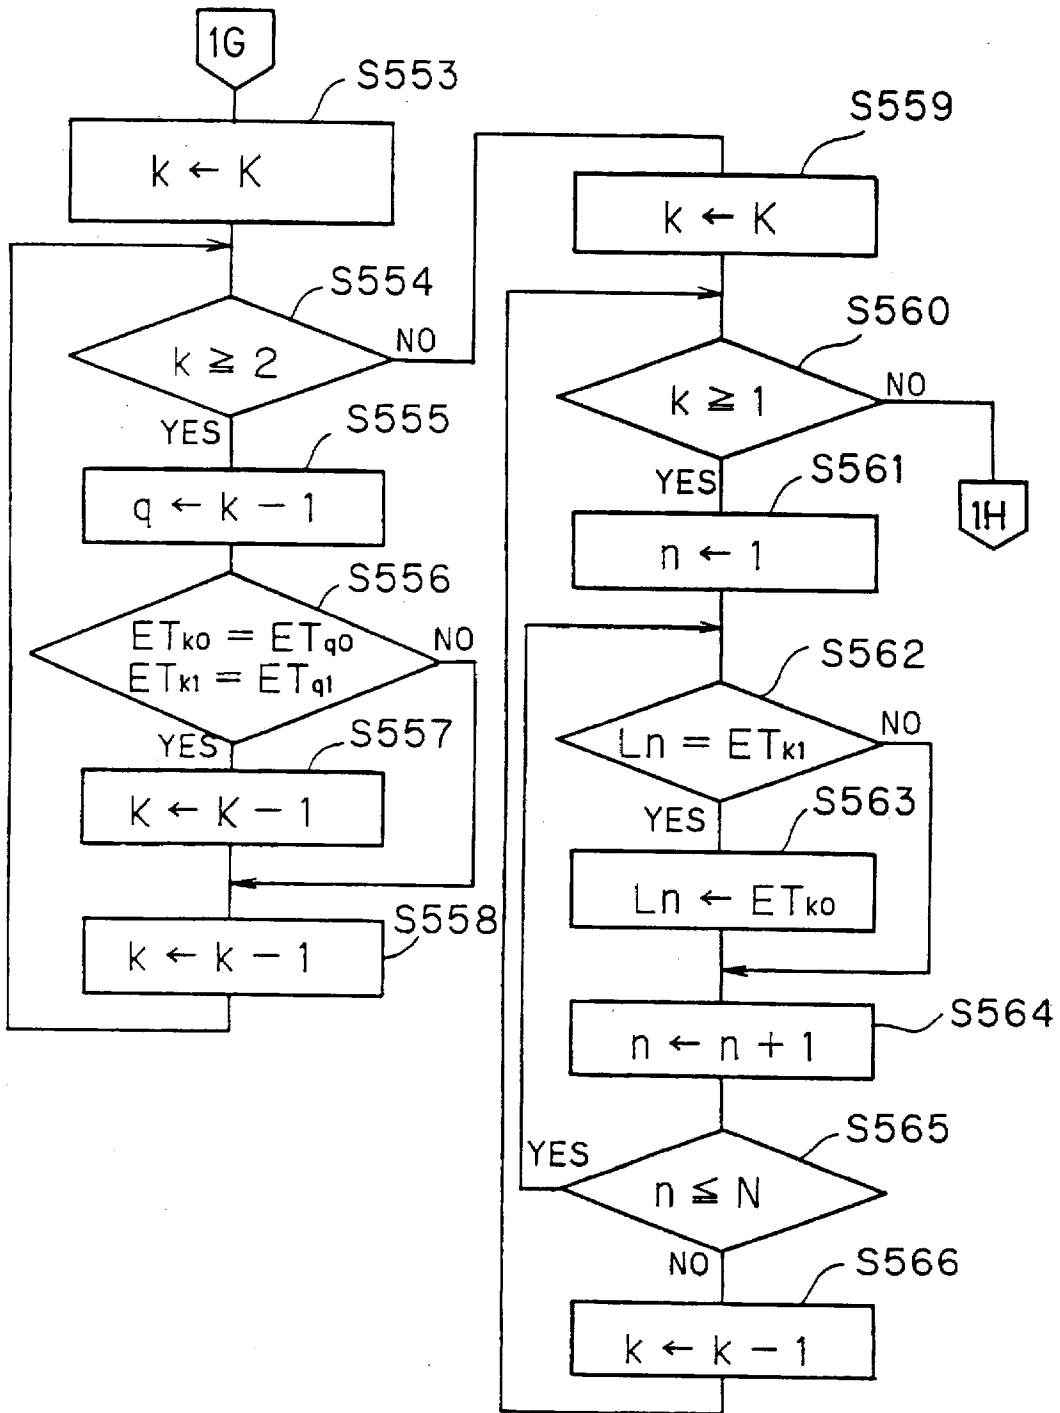 1G
S553
k ← K
S554
k ≧ 2
NO
YES
S555
q ← k - 1
S556
ETk0 = ETq0
ETk1 = ETq1
NO
YES
S557
K ← K - 1
S558
k ← k - 1
S559
k ← K
S560
k ≧ 1
NO
1H
YES
S561
n ← 1
S562
Ln = ETk1
NO
YES
S563
Ln ← ETk0
S564
n ← n + 1
S565
YES
n ≦ N
NO
S566
k ← k - 1